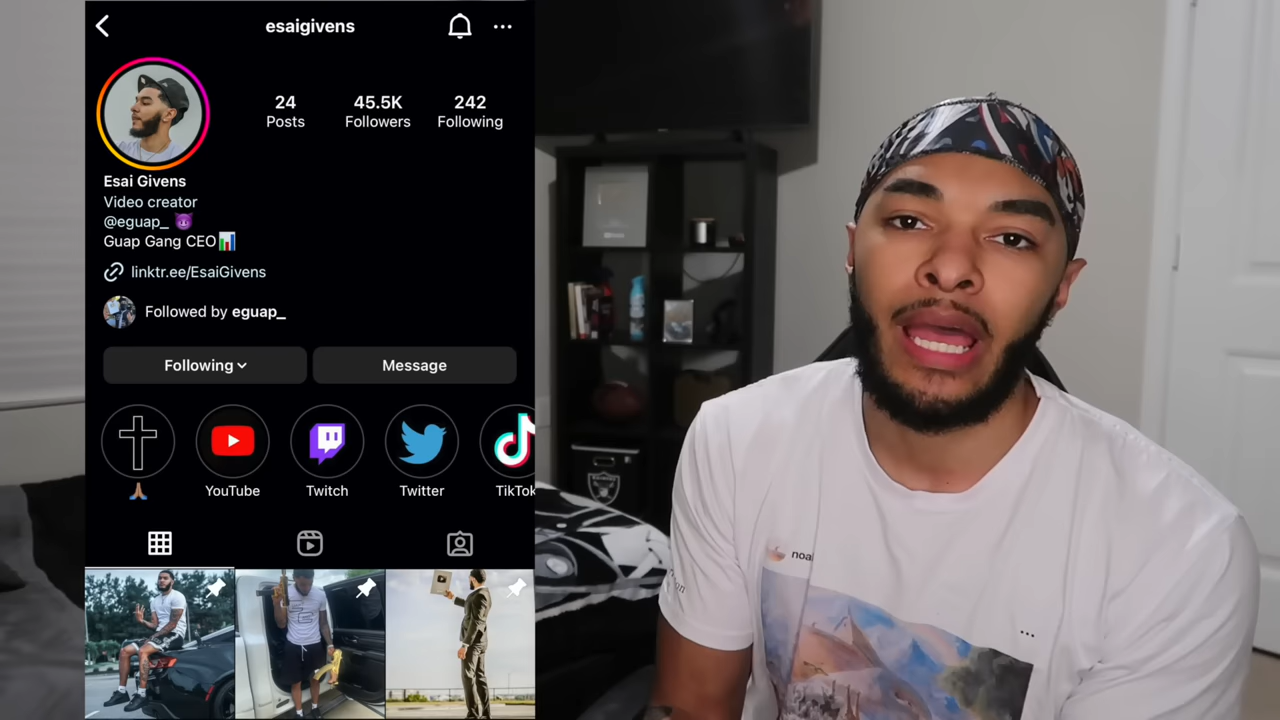 esaigivens
24
Posts
45.5K
Followers
242
Following
Esai Givens
Video creator
@eguap_ 😈
Guap Gang CEO📊
linktr.ee/EsaiGivens
Followed by eguap_
Following
Message
🙏🏽
YouTube
Twitch
Twitter
TikTok
noai